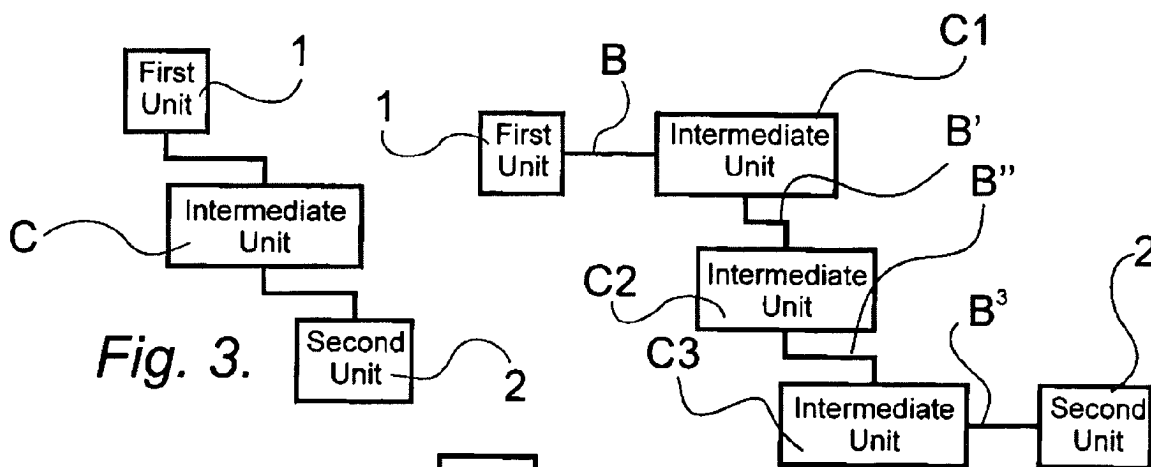 1
First
Unit
C
Intermediate
Unit
Second
Unit
2
Fig. 3.
1
First
Unit
B
C1
Intermediate
Unit
B'
B"
C2
Intermediate
Unit
C3
Intermediate
Unit
B³
2
Second
Unit